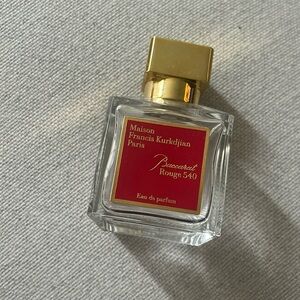 Maison
Francis Kurkdjian
Paris
Baccarat
Rouge 540
Eau de parfum